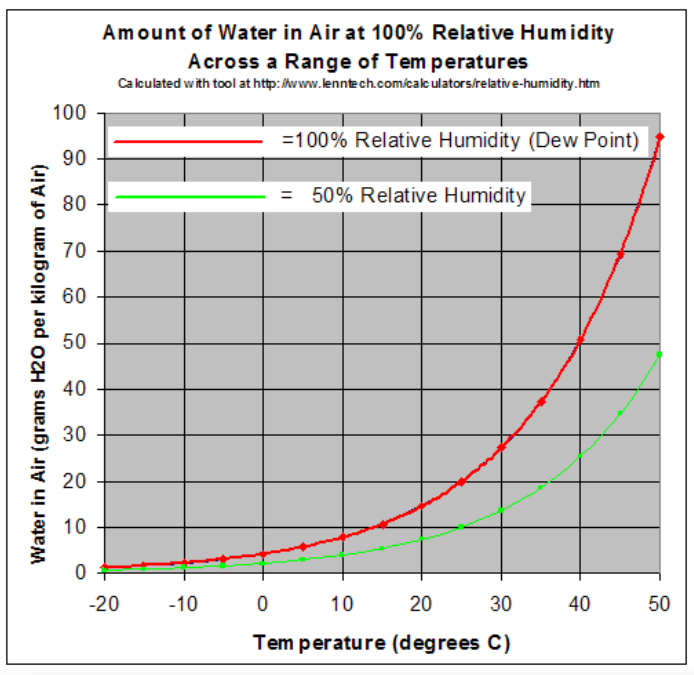 Amount of Water in Air at 100% Relative Humidity
Across a Range of Temperatures
Calculated with tool at http://www.lenntech.com/calculators/relative-humidity.htm
=100% Relative Humidity (Dew Point)
= 50% Relative Humidity
Water in Air (grams H2O per kilogram of Air)
100
90
80
70
60
50
40
30
20
10
0
-20 -10 0 10 20 30 40 50
Temperature (degrees C)